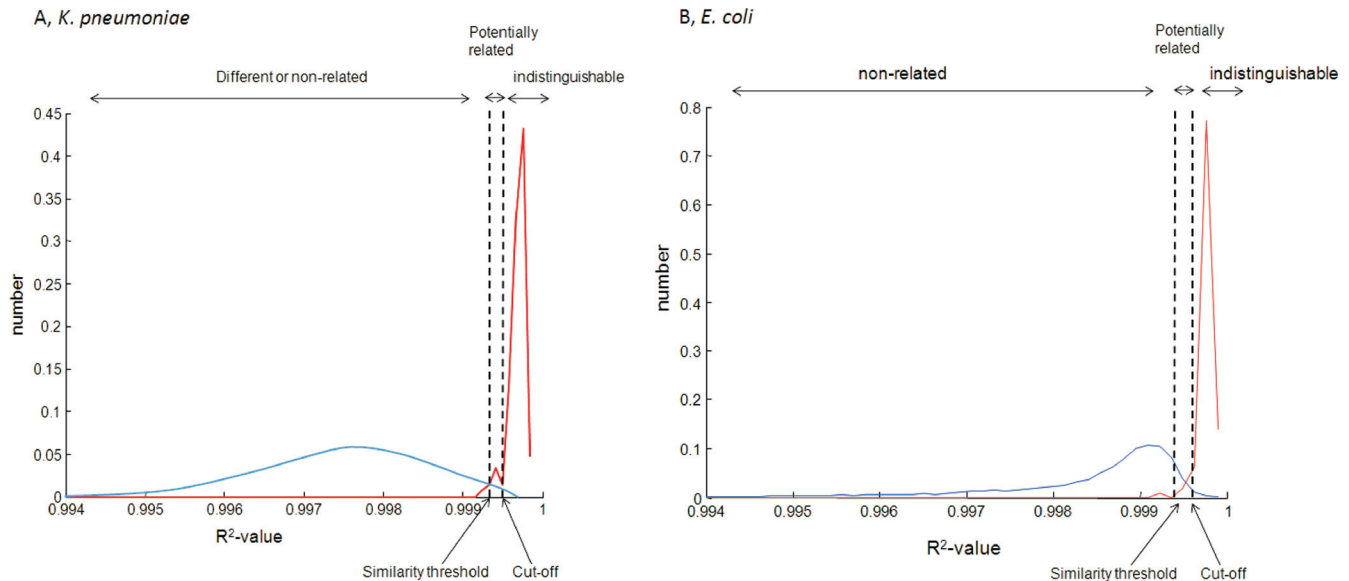 A, K. pneumoniae
Potentially
related
Different or non-related
indistinguishable
0.45
0.4
0.35
0.3
0.25
0.2
0.15
0.1
0.05
0
number
0.994
0.995
0.996
0.997
0.998
0.999
1
R²-value
Similarity threshold
Cut-off
B, E. coli
Potentially
related
non-related
indistinguishable
0.8
0.7
0.6
0.5
0.4
0.3
0.2
0.1
0
number
0.994
0.995
0.996
0.997
0.998
0.999
1
R²-value
Similarity threshold
Cut-off